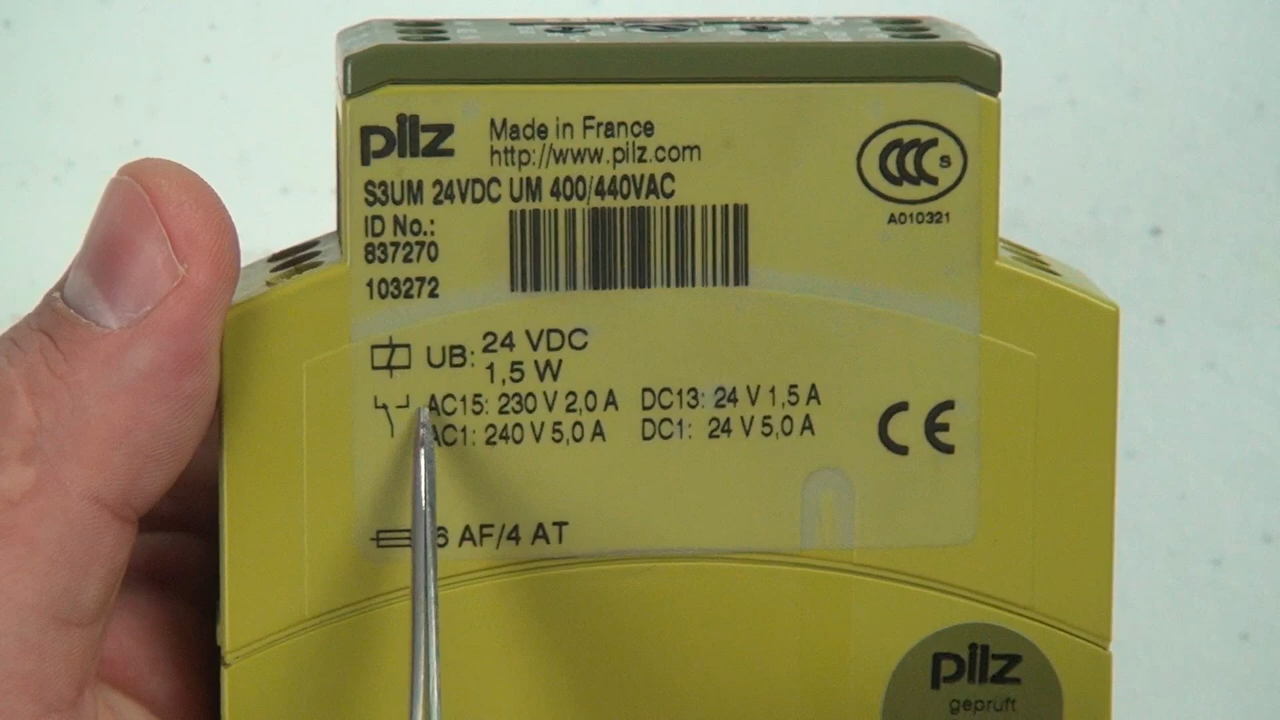 pilz
Made in France
http://www.pilz.com
S3UM 24VDC UM 400/440VAC
ID No.:
837270
103272
CCC S
A010321
UB: 24 VDC
1,5 W
AC15: 230 V 2,0 A DC13: 24 V 1,5 A
AC1: 240 V 5,0 A DC1: 24 V 5,0 A
CE
6 AF/4 AT
pilz
geprüft